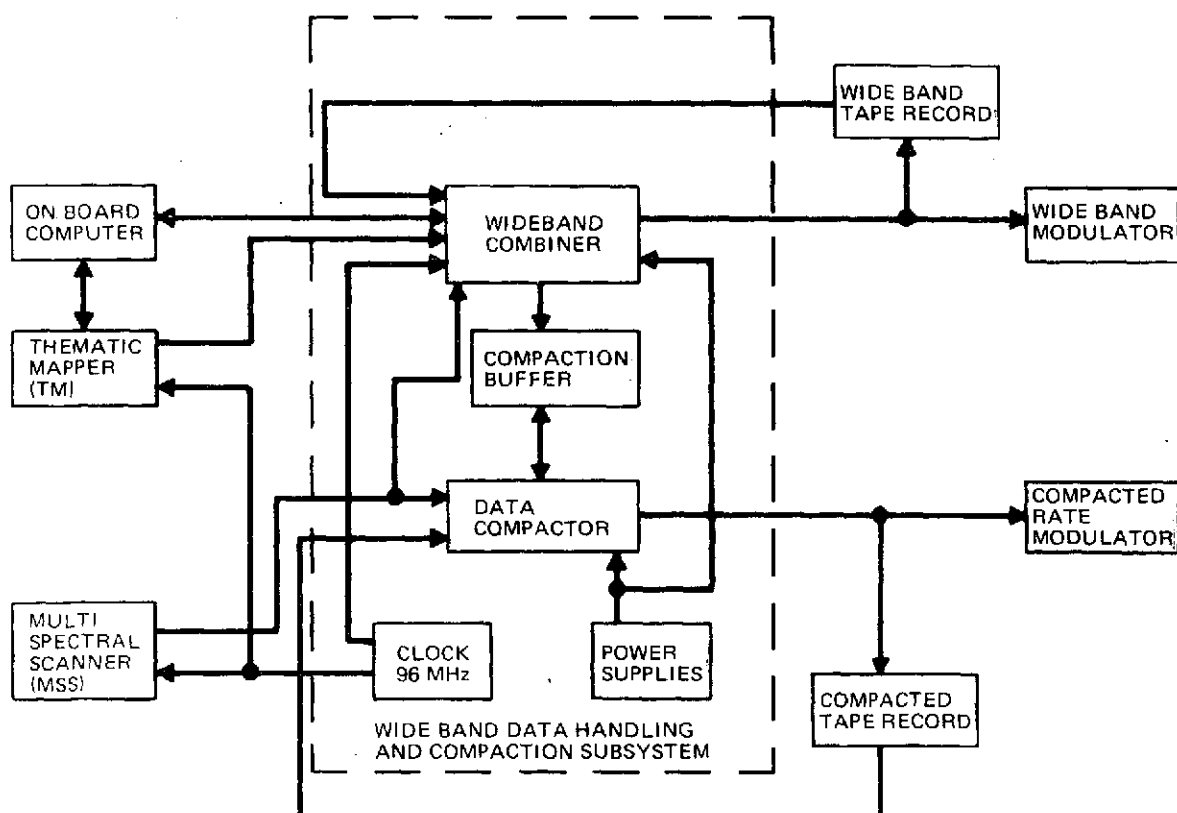 WIDE BAND
TAPE RECORD
ON BOARD
COMPUTER
WIDEBAND
COMBINER
WIDE BAND
MODULATOR
THEMATIC
MAPPER
(TM)
COMPACTION
BUFFER
DATA
COMPACTOR
COMPACTED
RATE
MODULATOR
MULTI
SPECTRAL
SCANNER
(MSS)
CLOCK
96 MHz
POWER
SUPPLIES
COMPACTED
TAPE RECORD
WIDE BAND DATA HANDLING
AND COMPACTION SUBSYSTEM